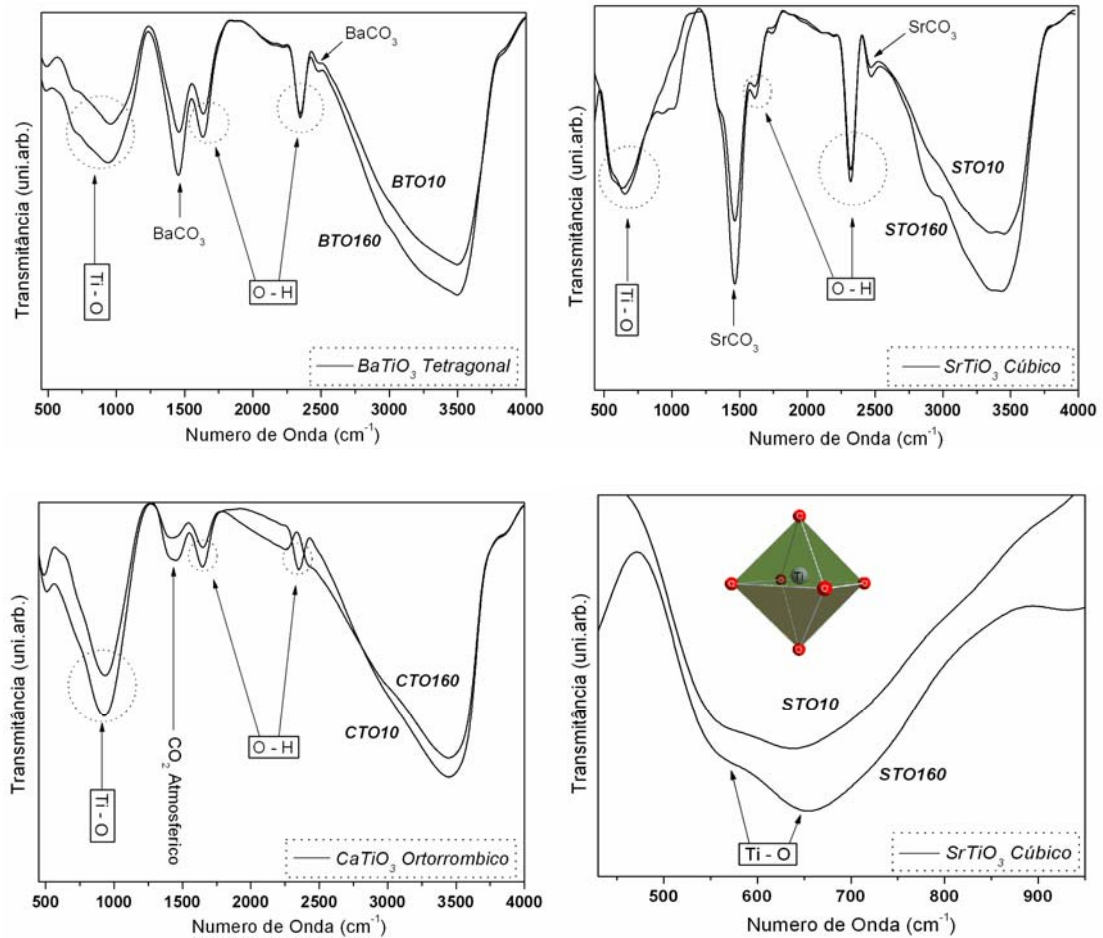 Transmitância (uni.arb.)
BaCO3
BTO10
BTO160
BaCO3
Ti - O
O - H
BaTiO3 Tetragonal
500 1000 1500 2000 2500 3000 3500 4000
Numero de Onda (cm-1)
Transmitância (uni.arb.)
SrCO3
STO10
STO160
Ti - O
O - H
SrCO3
SrTiO3 Cúbico
500 1000 1500 2000 2500 3000 3500 4000
Numero de Onda (cm-1)
Transmitância (uni.arb.)
CTO160
CTO10
O - H
Ti - O
CO2 Atmosferico
CaTiO3 Ortorrombico
500 1000 1500 2000 2500 3000 3500 4000
Numero de Onda (cm-1)
Transmitância (uni.arb.)
Ti
STO10
STO160
Ti - O
SrTiO3 Cúbico
500 600 700 800 900
Numero de Onda (cm-1)